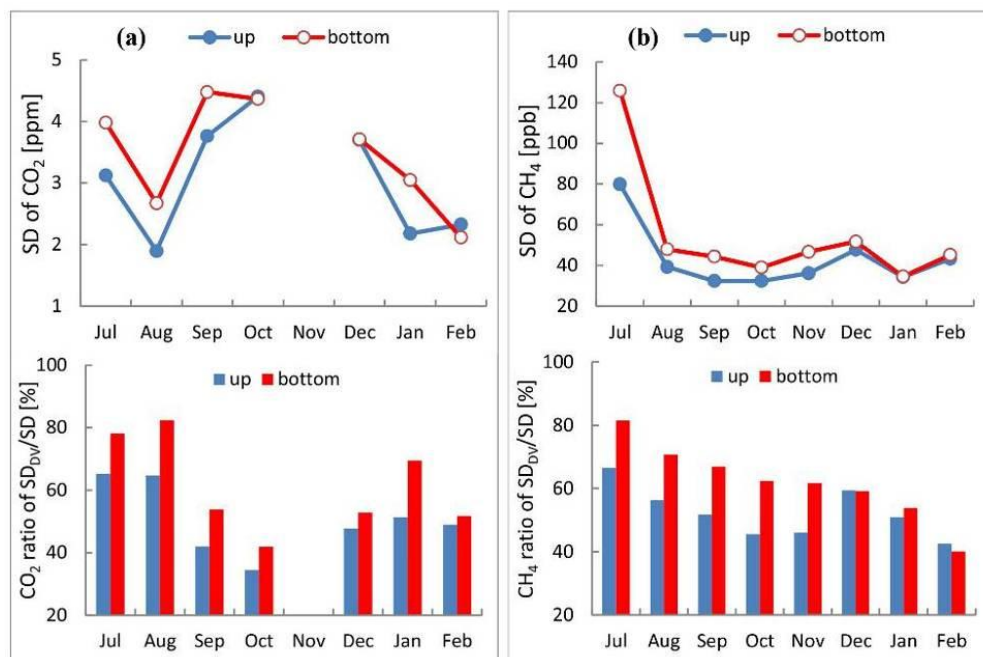 (a)
up
bottom
SD of CO₂ [ppm]
5
4
3
2
1
Jul Aug Sep Oct Nov Dec Jan Feb
up bottom
CO₂ ratio of SD_DV/SD [%]
100
80
60
40
20
Jul Aug Sep Oct Nov Dec Jan Feb
(b)
up
bottom
SD of CH₄ [ppb]
140
120
100
80
60
40
20
Jul Aug Sep Oct Nov Dec Jan Feb
up bottom
CH₄ ratio of SD_DV/SD [%]
100
80
60
40
20
Jul Aug Sep Oct Nov Dec Jan Feb